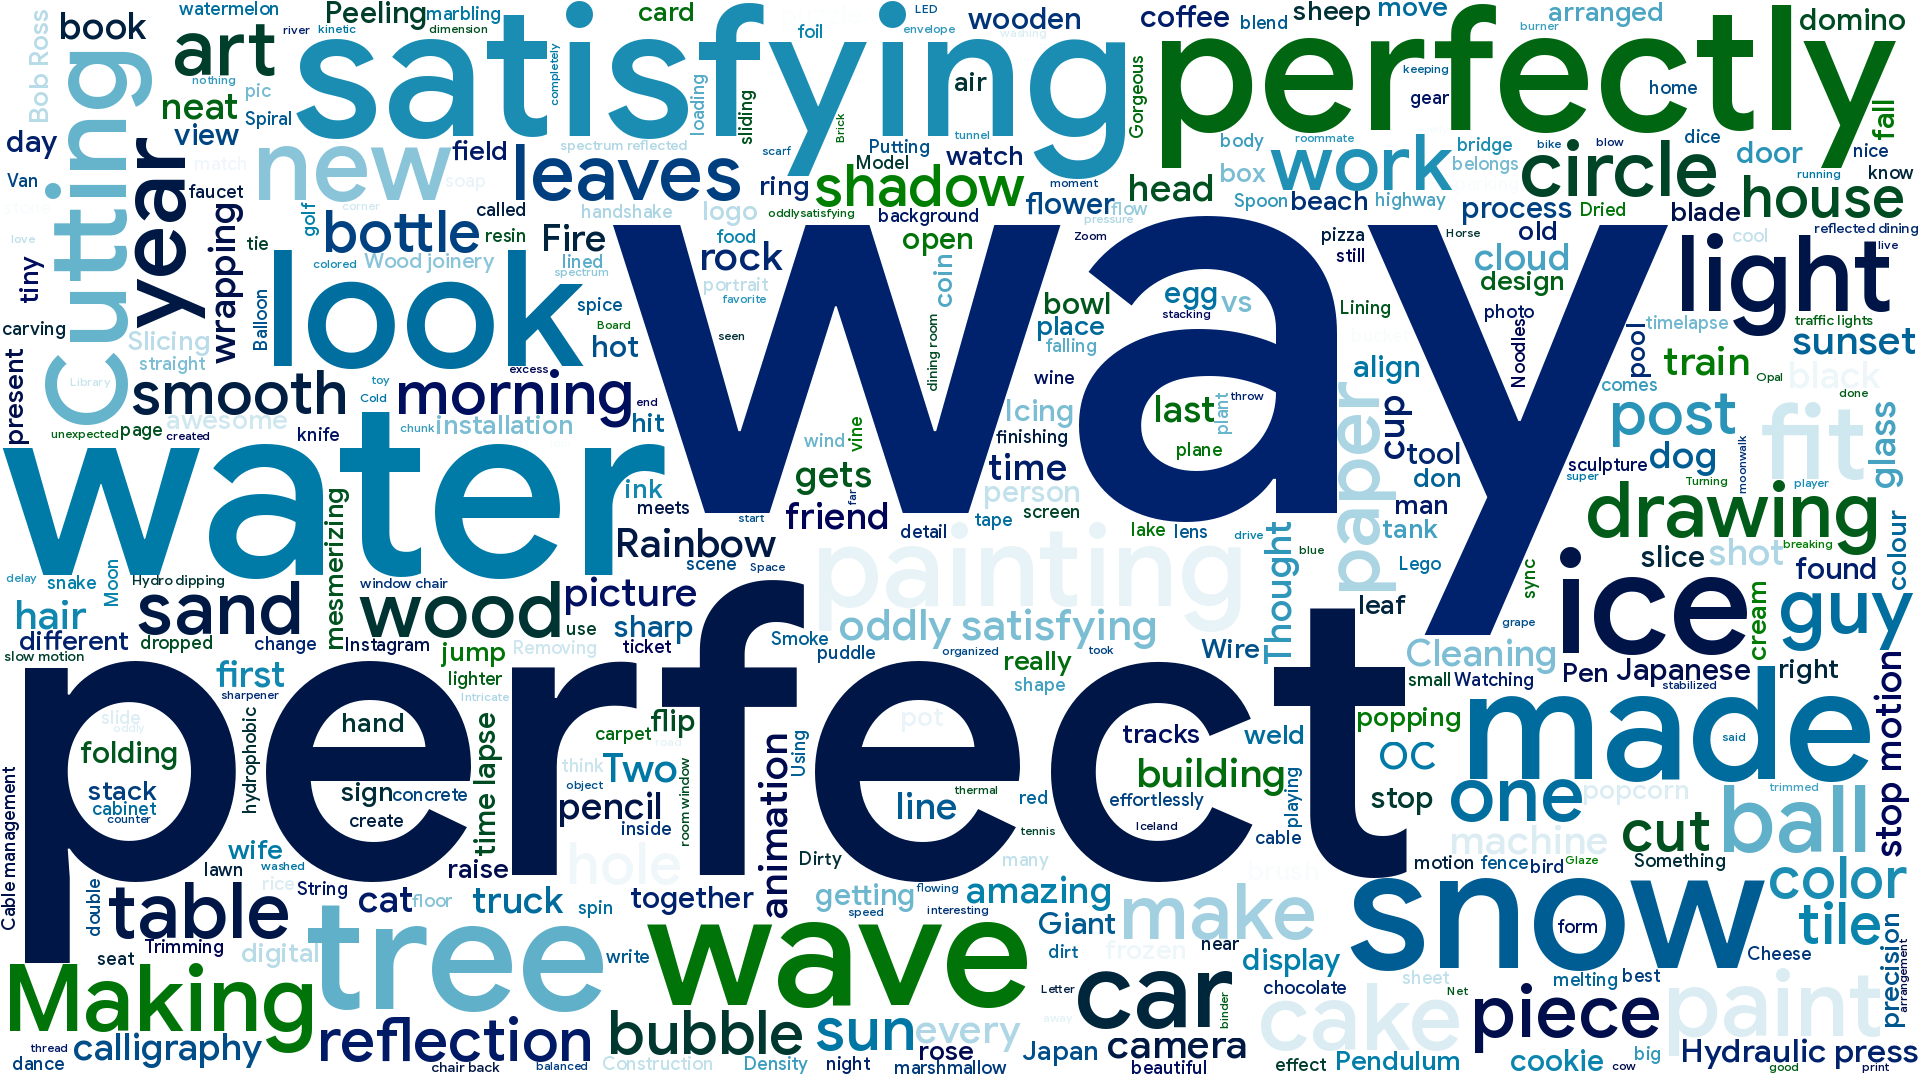 watermelon
Peeling
marbling
card
foil
LED
envelope
wooden
coffee
blend
sheep
move
arranged
domino
book
Bob Ross
art
river
kinetic
dimension
satisfying
completely
loading
sliding
air
Gorgeous
perfectly
burner
keeping
gear
home
fall
nothing
pic
neat
Spiral
view
day
Cutting
year
new
field
spectrum reflected
leaves
scarf
Brick
Putting
Model
tunnel
watch
body
roommate
work
bridge
belongs
bike
blow
circle
dice
door
nice
know
running
Van
match
faucet
soap
ring
shadow
moment
head
box
Spoon
beach
highway
process
Dried
blade
house
reflected dining
love
tiny
wrapping
golf
tie
corner
called
resin
bottle
handshake
logo
oddlysatisfying
background
flower
flow
pressure
Fire
lined
food
rock
open
Zoom
pizza
still
Horse
old
cloud
design
cool
live
light
colored
Wood joinery
spectrum
portrait
favorite
coin
bowl
egg
stacking
vs
Lining
photo
carving
Slicing
straight
Balloon
look
spice
Board
hot
seen
way
dining room
place
falling
bucket
Noodles
pool
timelapse
traffic lights
sunset
train
present
Library
smooth
toy
Cold
morning
excess
end
wine
align
comes
Opal
black
done
unexpected
page
created
awesome
knife
chunk
installation
hit
wind
vine
Icing
finishing
last
plant
throw
plane
paper
cup
post
fit
glass
water
ink
meets
gets
far
time
person
screen
tool
don
man
sculpture
super
dog
Turning
moonwalk
player
mesmerizing
start
friend
detail
tape
lake
lens
drive
blue
tank
drawing
breaking
colour
delay
snake
Moon
Hydro dipping
window chair
Rainbow
scene
Space
painting
Thought
Lego
sync
slice
shot
found
hair
different
sand
dropped
change
wood
Instagram
picture
use
sharp
ticket
Smoke
puddle
oddly satisfying
organized
really
took
Wire
leaf
grape
ice
cream
guy
slow motion
first
sharpener
jump
lighter
Removing
Intricate
shape
Cleaning
small
Watching
Pen
Japanese
stabilized
right
perfect
slide
oddly
folding
stack
cabinet
counter
hydrophobic
hand
sign
concrete
create
time lapse
carpet
flip
road
think
Two
object
pencil
inside
room window
animation
Using
pot
line
thermal
red
tennis
tracks
building
effortlessly
Iceland
weld
playing
cable
popping
OC
stop
made
said
one
popcorn
trimmed
stop motion
Cable management
wife
washed
lawn
rice
String
raise
hole
Dirty
many
brush
motion
fence
bird
Glaze
machine
cut
Something
ball
double
table
Trimming
seat
cat
floor
truck
spin
together
getting
flowing
speed
interesting
amazing
Giant
make
near
snow
form
color
tile
Cheese
precision
arrangement
digital
tree
write
wave
dirt
frozen
display
chocolate
sheet
Net
melting
best
Making
Letter
car
binder
cake
piece
paint
thread
dance
calligraphy
reflection
chair back
balanced
bubble
Construction
Density
sun
night
every
rose
marshmallow
away
Japan
camera
beautiful
effect
Pendulum
cookie
cow
big
Hydraulic press
good
print
washing